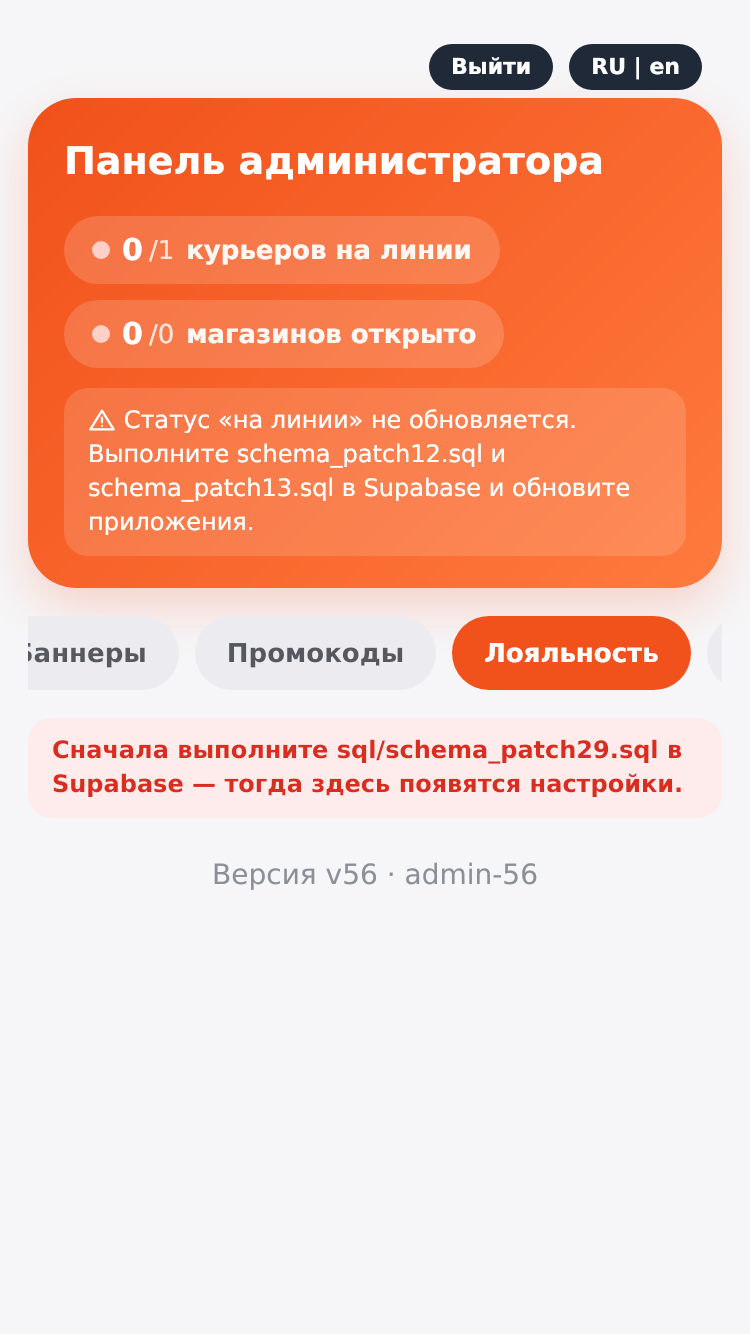 Выйти
RU | en
Панель администратора
0 /1 курьеров на линии
0 /0 магазинов открыто
⚠ Статус «на линии» не обновляется.
Выполните schema_patch12.sql и
schema_patch13.sql в Supabase и обновите
приложения.
Баннеры
Промокоды
Лояльность
Сначала выполните sql/schema_patch29.sql в
Supabase — тогда здесь появятся настройки.
Версия v56 · admin-56